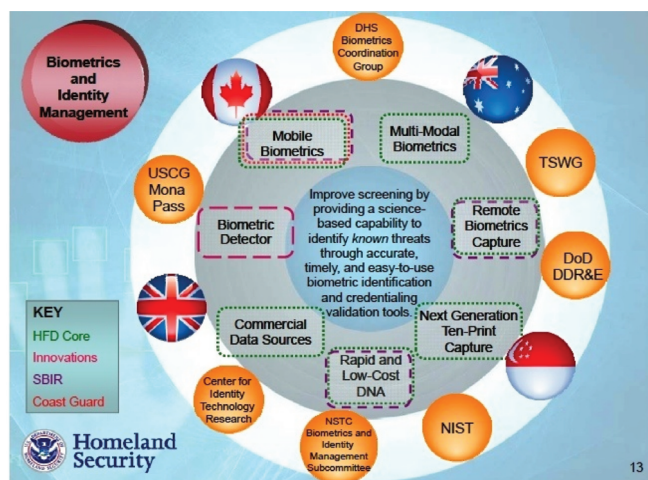 Biometrics
and
Identity
Management
DHS
Biometrics
Coordination
Group
Mobile
Biometrics
Multi-Modal
Biometrics
TSWG
USCG
Mona
Pass
Biometric
Detector
Improve screening by
providing a science-
based capability to
identify known threats
through accurate,
timely, and easy-to-use
biometric identification
and credentialing
validation tools.
Remote
Biometrics
Capture
DoD
DDR&E
KEY
HFD Core
Innovations
SBIR
Coast Guard
Commercial
Data Sources
Next Generation
Ten-Print
Capture
Rapid and
Low-Cost
DNA
Center for
Identity
Technology
Research
NSTC
Biometrics and
Identity
Management
Subcommittee
NIST
Homeland
Security
13